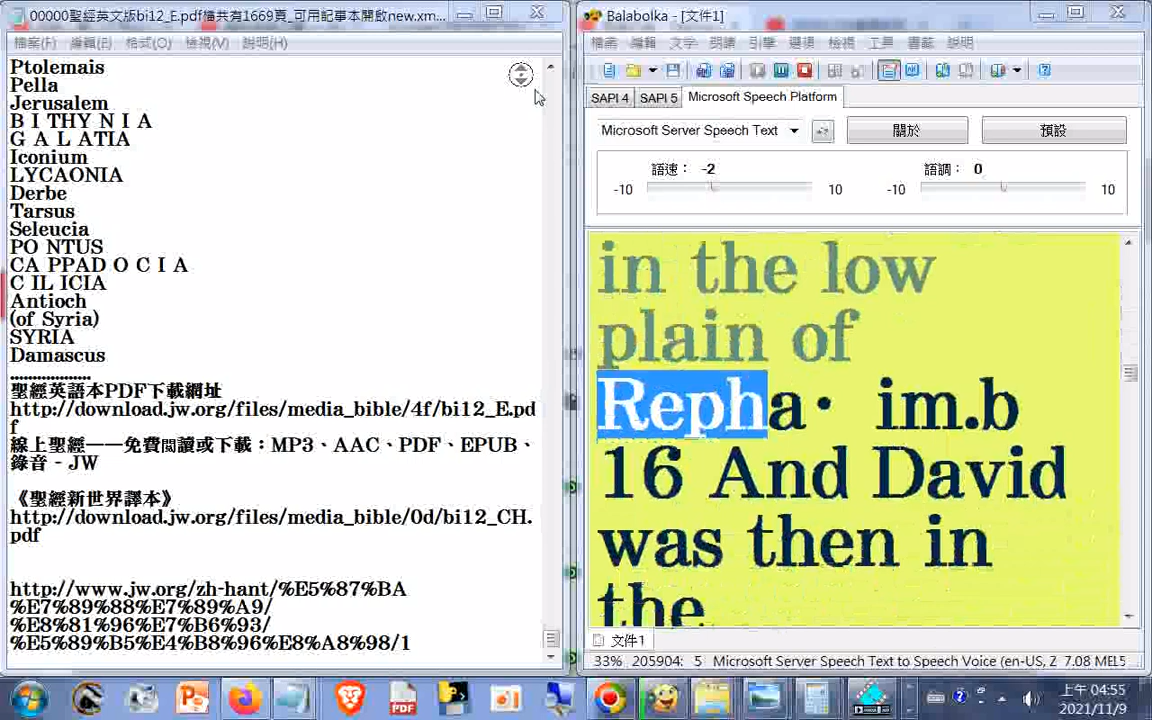 00000聖經英文版bi12_E.pdf檔共有1669頁_可用記事本開啟new.xm...
檔案(F) 編輯(E) 格式(O) 檢視(V) 說明(H)
Ptolemais
Pella
Jerusalem
B I THY N I A
G A L A T I A
Iconium
LYCAONIA
Derbe
Tarsus
Seleucia
PO NTUS
CA PPAD O C I A
C IL ICIA
Antioch
(of Syria)
SYRIA
Damascus
..................
聖經英語本PDF下載網址
http://download.jw.org/files/media_bible/4f/bi12_E.pd
f
線上聖經——免費閱讀或下載：MP3、AAC、PDF、EPUB、
錄音 - JW
《聖經新世界譯本》
http://download.jw.org/files/media_bible/0d/bi12_CH.
pdf
http://www.jw.org/zh-hant/%E5%87%BA
%E7%89%88%E7%89%A9/
%E8%81%96%E7%B6%93/
%E5%89%B5%E4%B8%96%E8%A8%98/1
Balabolka - [文件1]
檔案 編輯 文字 朗讀 引擎 選項 檢視 工具 書籤 說明
SAPI 4 SAPI 5 Microsoft Speech Platform
Microsoft Server Speech Text 關於 預設
語速： -2 語調： 0
-10 10 -10 10
in the low
plain of
Repha· im.b
16 And David
was then in
the
文件1
33% 205904: 5 Microsoft Server Speech Text to Speech Voice (en-US, Z 7.08 MB
PDF
上午 04:55
2021/11/9